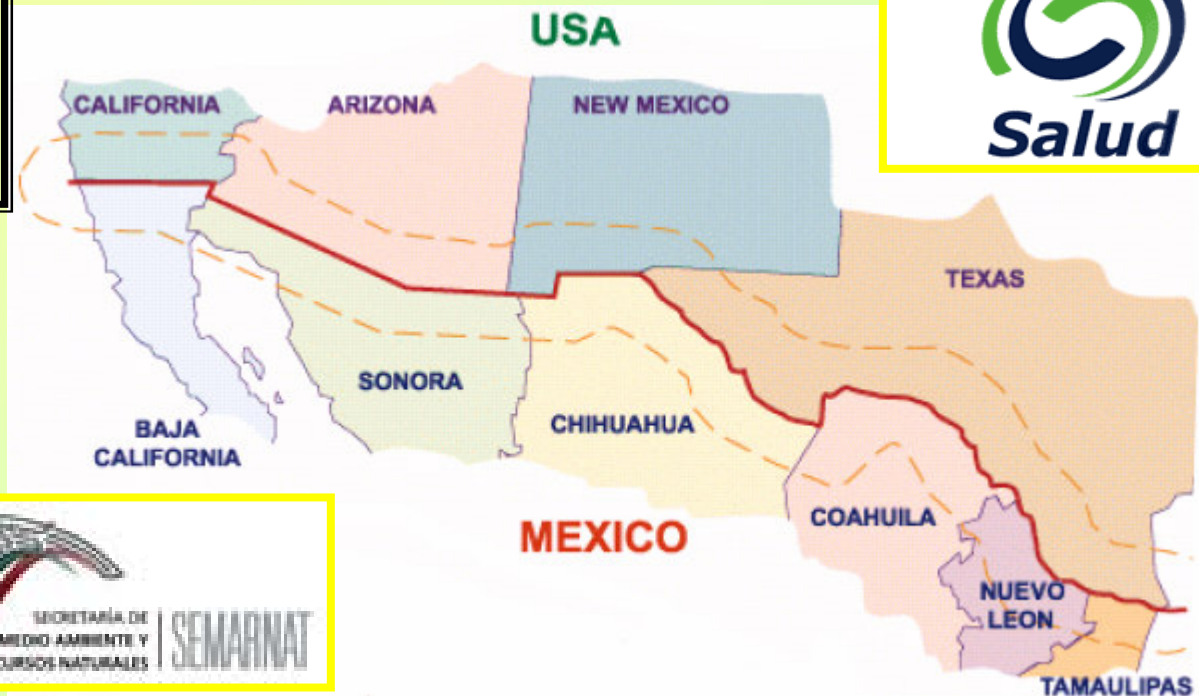 USA
Salud
CALIFORNIA
ARIZONA
NEW MEXICO
TEXAS
SONORA
CHIHUAHUA
BAJA
CALIFORNIA
COAHUILA
MEXICO
NUEVO
LEON
TAMAULIPAS
SECRETARÍA DE
MEDIO AMBIENTE Y
CURSOS NATURALES
SEMARNAT